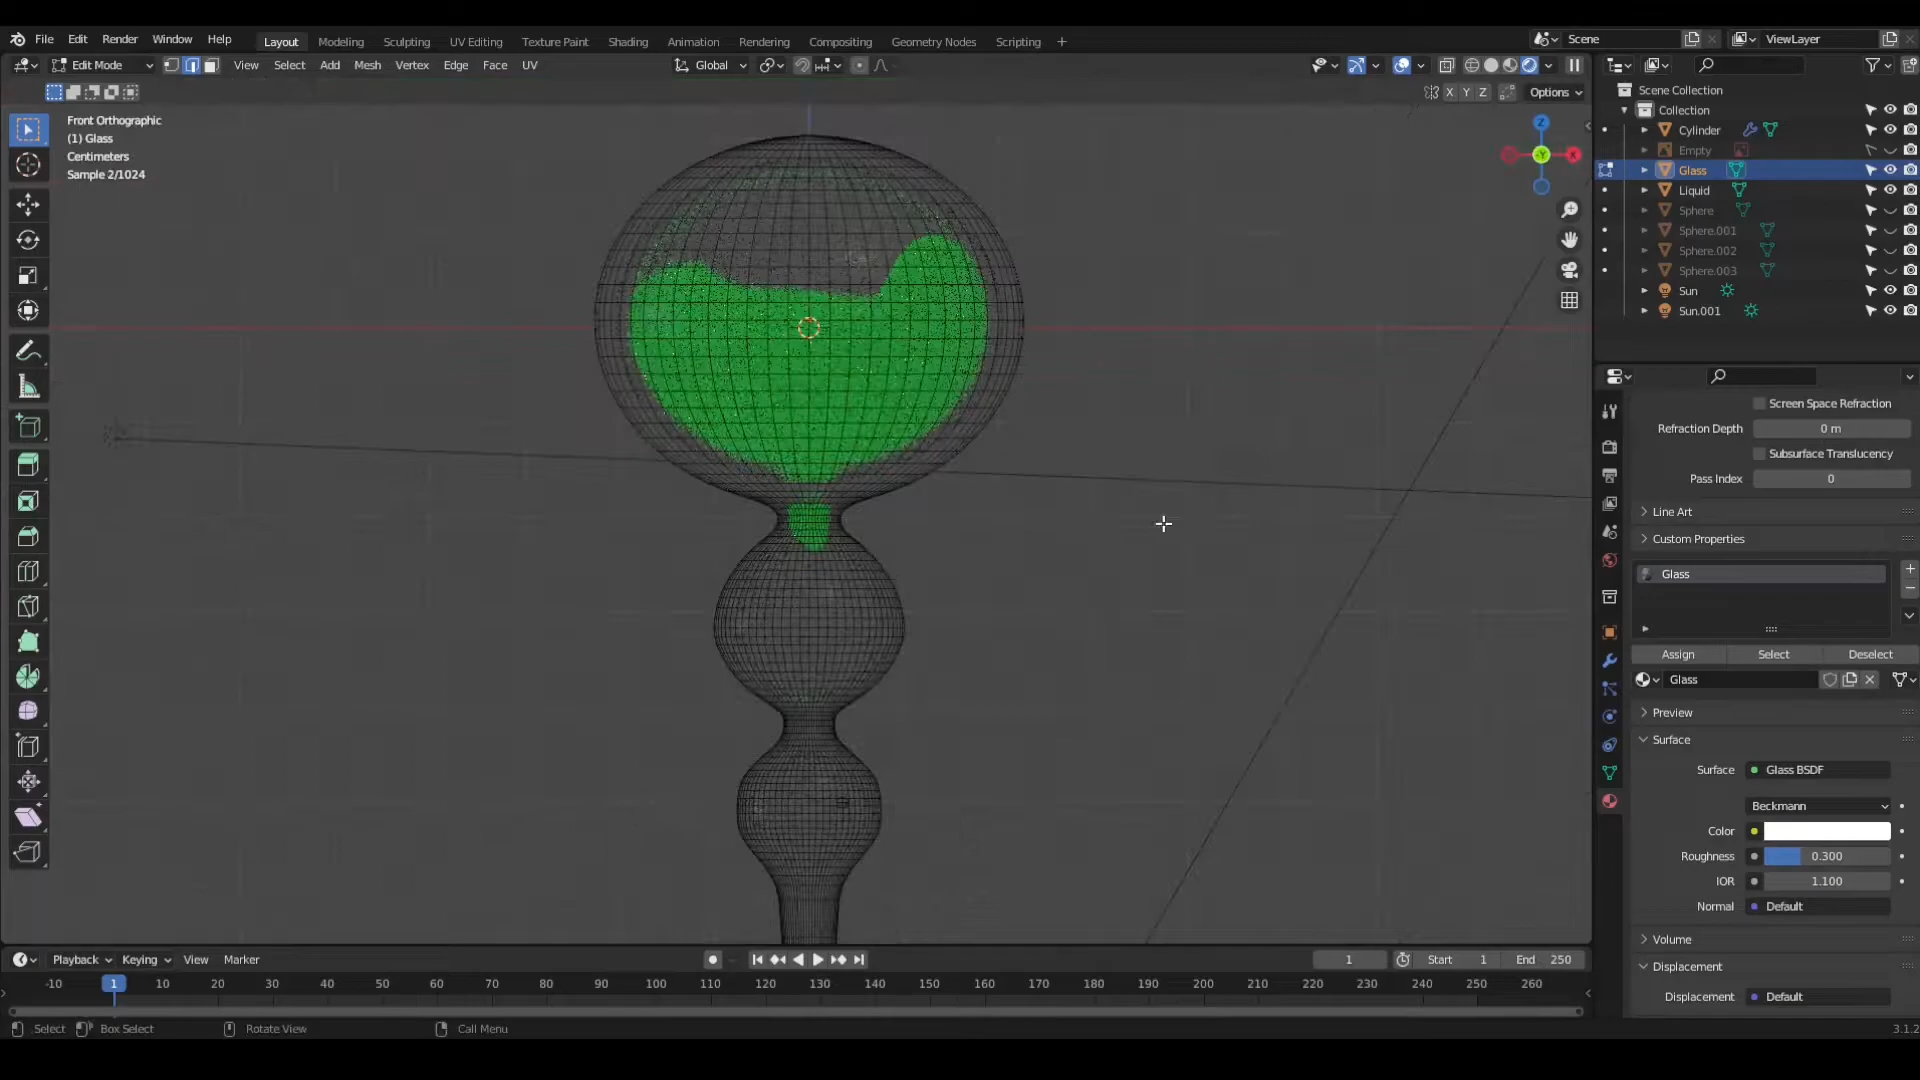 File Edit Render Window Help Layout Modeling Sculpting UV Editing Texture Paint Shading Animation Rendering Compositing Geometry Nodes Scripting + Scene ViewLayer
Edit Mode View Select Add Mesh Vertex Edge Face UV Global
X Y Z Options
Front Orthographic
(1) Glass
Centimeters
Sample 2/1024
Z
-Y
X
Scene Collection
Collection
Cylinder
Empty
Glass
Liquid
Sphere
Sphere.001
Sphere.002
Sphere.003
Sun
Sun.001
Screen Space Refraction
Refraction Depth 0 m
Subsurface Translucency
Pass Index 0
Line Art
Custom Properties
Glass
Assign Select Deselect
Glass
Preview
Surface
Surface Glass BSDF
Beckmann
Color
Roughness 0.300
IOR 1.100
Normal Default
Volume
Displacement
Displacement Default
Playback Keying View Marker 1 Start 1 End 250
-10 1 10 20 30 40 50 60 70 80 90 100 110 120 130 140 150 160 170 180 190 200 210 220 230 240 250 260
Select Box Select Rotate View Call Menu 3.1.2